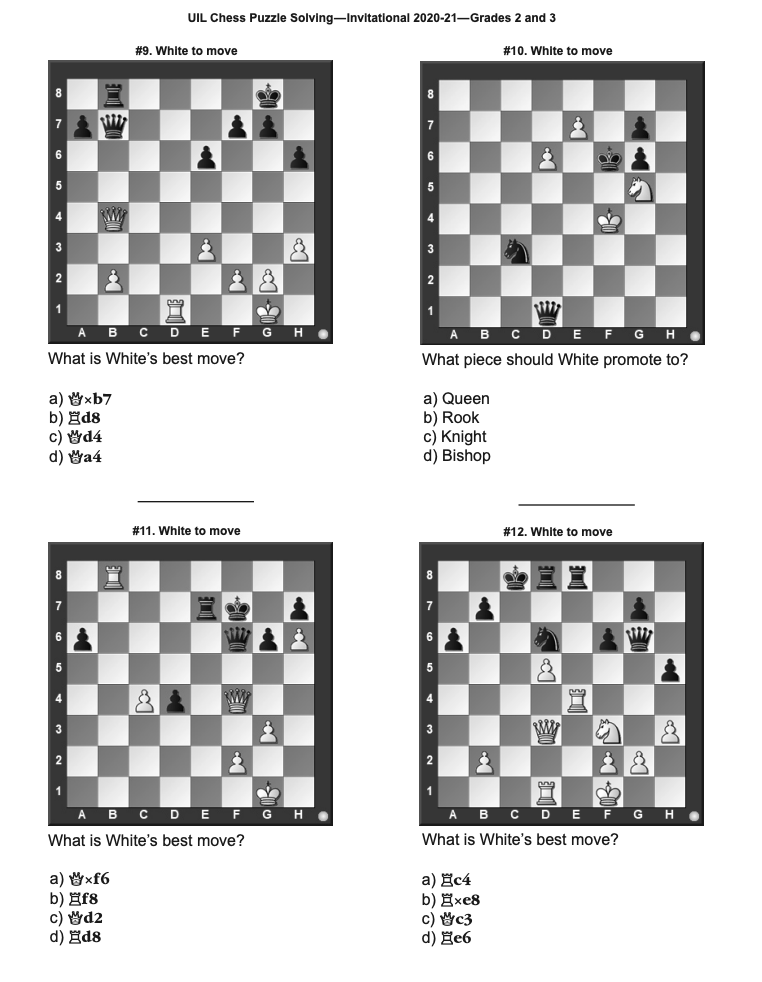 UIL Chess Puzzle Solving—Invitational 2020-21—Grades 2 and 3
#9. White to move
8
7
6
5
4
3
2
1
A B C D E F G H
What is White's best move?
a) ♕×b7
b) ♖d8
c) ♕d4
d) ♕a4
#10. White to move
8
7
6
5
4
3
2
1
A B C D E F G H
What piece should White promote to?
a) Queen
b) Rook
c) Knight
d) Bishop
#11. White to move
8
7
6
5
4
3
2
1
A B C D E F G H
What is White's best move?
a) ♕×f6
b) ♖f8
c) ♕d2
d) ♖d8
#12. White to move
8
7
6
5
4
3
2
1
A B C D E F G H
What is White's best move?
a) ♖c4
b) ♖×e8
c) ♕c3
d) ♖e6